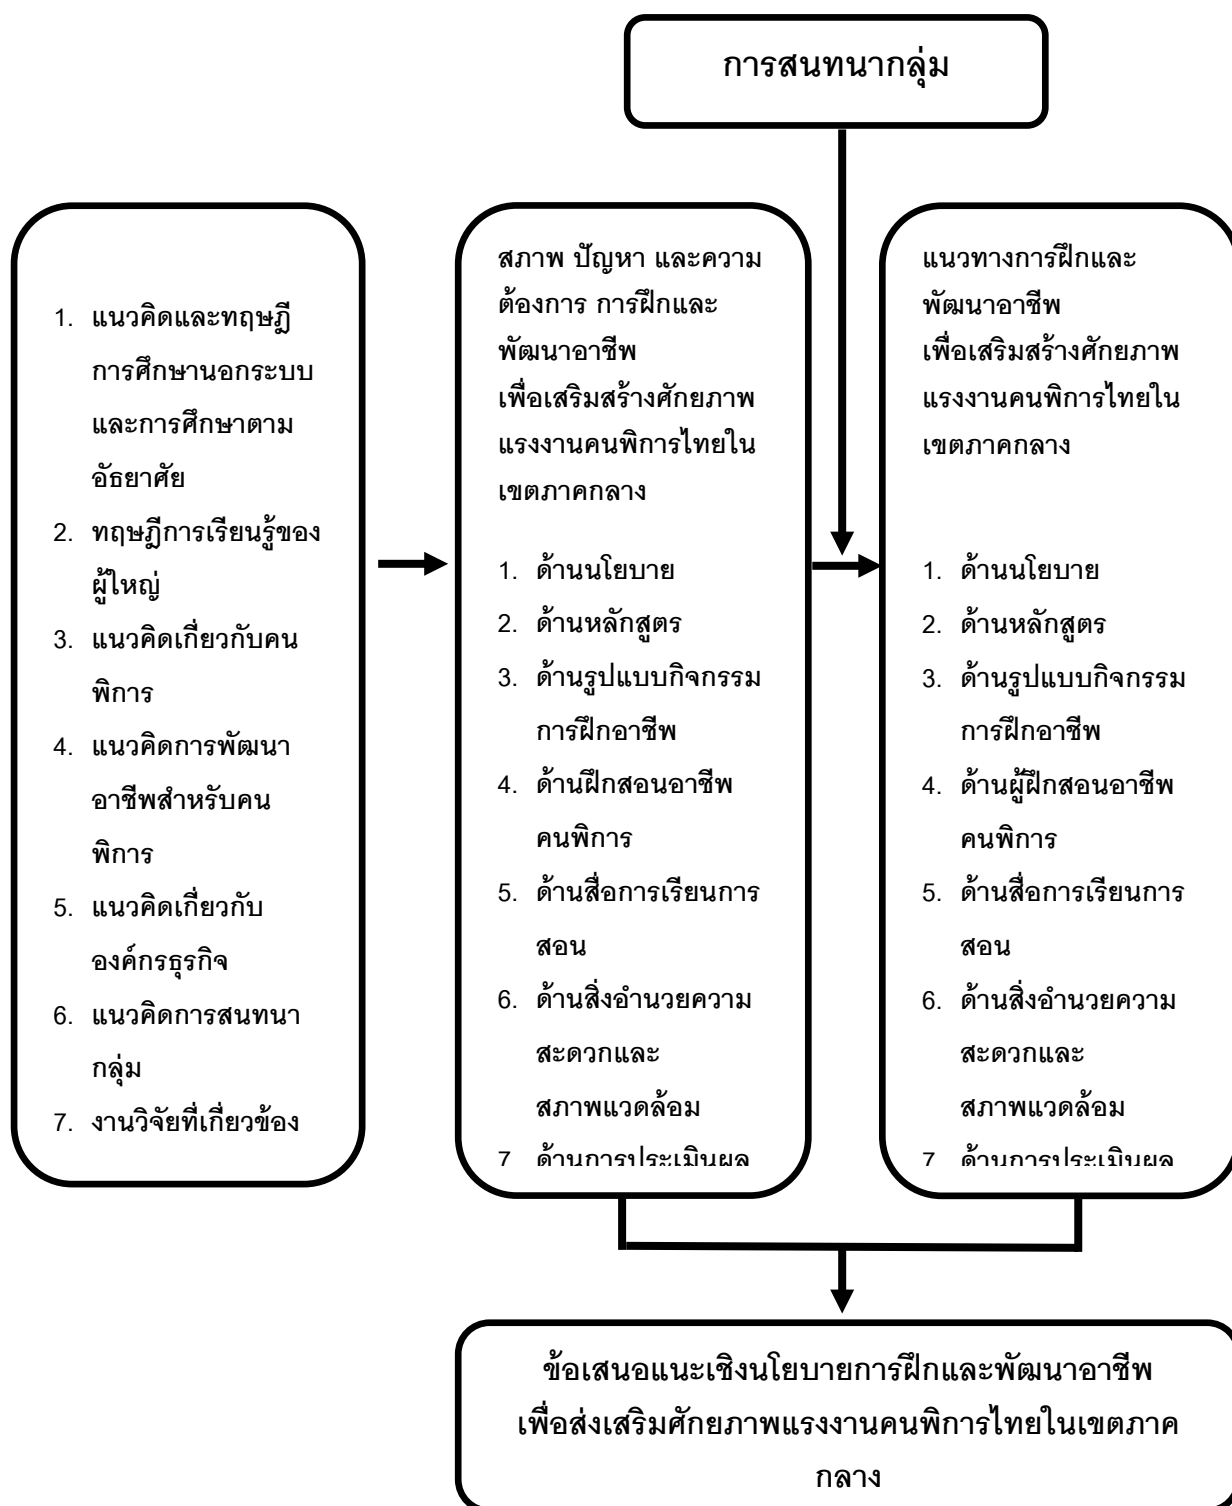 การสนทนากลุ่ม
1. แนวคิดและทฤษฎี
การศึกษานอกระบบ
และการศึกษาตาม
อัธยาศัย
2. ทฤษฎีการเรียนรู้ของ
ผู้ใหญ่
3. แนวคิดเกี่ยวกับคน
พิการ
4. แนวคิดการพัฒนา
อาชีพสำหรับคน
พิการ
5. แนวคิดเกี่ยวกับ
องค์กรธุรกิจ
6. แนวคิดการสนทนา
กลุ่ม
7. งานวิจัยที่เกี่ยวข้อง
สภาพ ปัญหา และความ
ต้องการ การฝึกและ
พัฒนาอาชีพ
เพื่อเสริมสร้างศักยภาพ
แรงงานคนพิการไทยใน
เขตภาคกลาง
1. ด้านนโยบาย
2. ด้านหลักสูตร
3. ด้านรูปแบบกิจกรรม
การฝึกอาชีพ
4. ด้านฝึกสอนอาชีพ
คนพิการ
5. ด้านสื่อการเรียนการ
สอน
6. ด้านสิ่งอำนวยความ
สะดวกและ
สภาพแวดล้อม
7 ด้านการประเมินผล
แนวทางการฝึกและ
พัฒนาอาชีพ
เพื่อเสริมสร้างศักยภาพ
แรงงานคนพิการไทยใน
เขตภาคกลาง
1. ด้านนโยบาย
2. ด้านหลักสูตร
3. ด้านรูปแบบกิจกรรม
การฝึกอาชีพ
4. ด้านผู้ฝึกสอนอาชีพ
คนพิการ
5. ด้านสื่อการเรียนการ
สอน
6. ด้านสิ่งอำนวยความ
สะดวกและ
สภาพแวดล้อม
7 ด้านการประเมินผล
ข้อเสนอแนะเชิงนโยบายการฝึกและพัฒนาอาชีพ
เพื่อส่งเสริมศักยภาพแรงงานคนพิการไทยในเขตภาค
กลาง